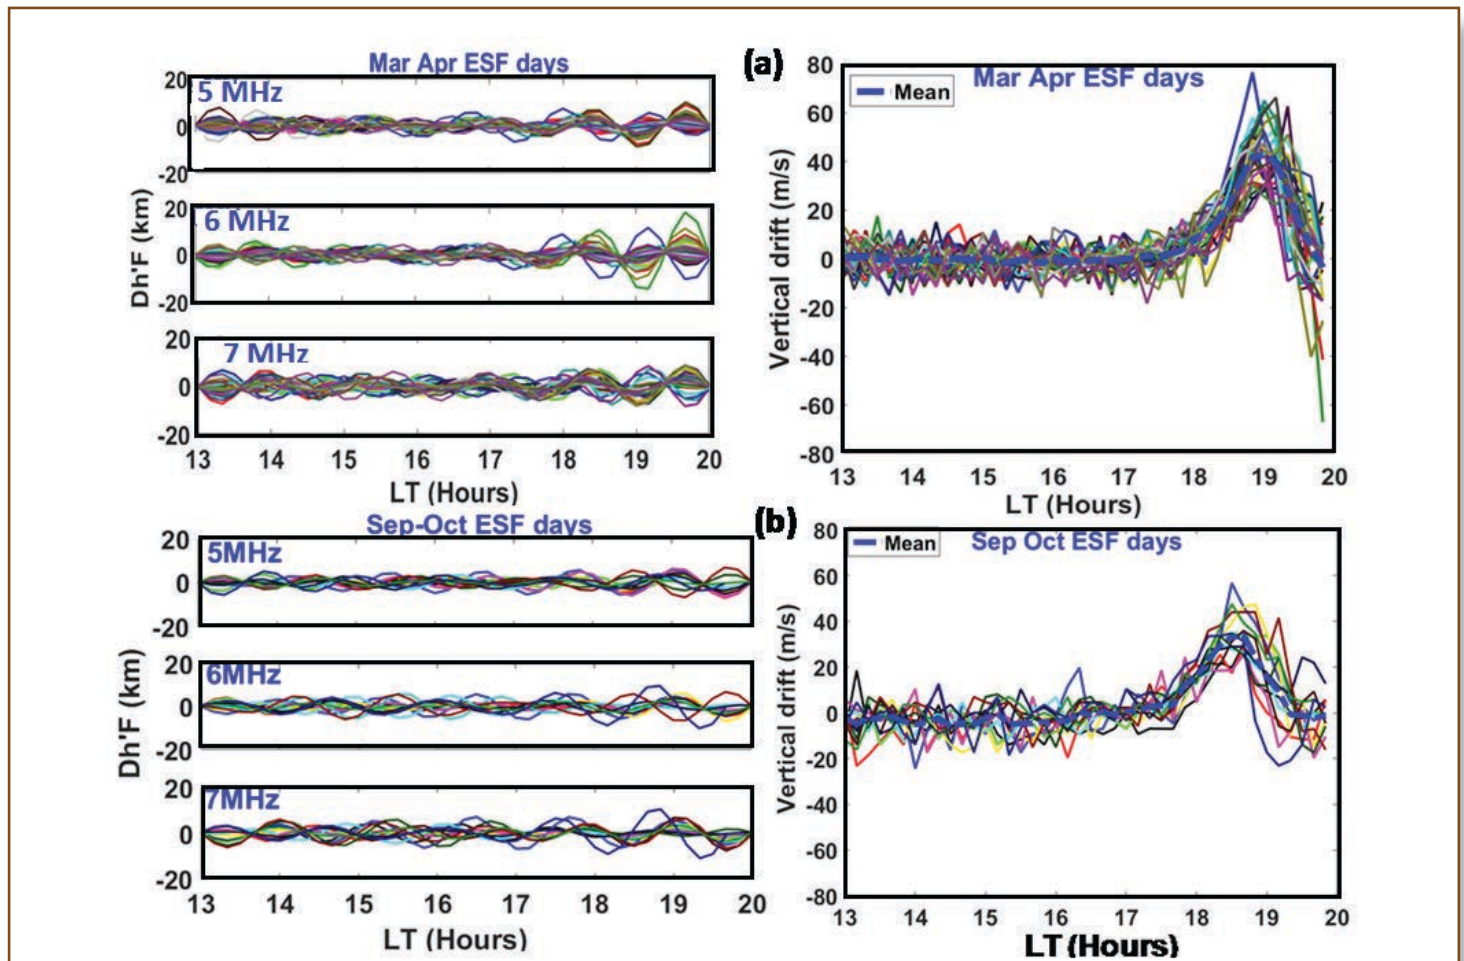 Mar Apr ESF days
20
5 MHz
0
-20
20
6 MHz
0
-20
20
7 MHz
0
-20
Dh'F (km)
13 14 15 16 17 18 19 20
LT (Hours)
(a)
Mean
Mar Apr ESF days
80
60
40
20
0
-20
-40
-60
-80
Vertical drift (m/s)
13 14 15 16 17 18 19 20
LT (Hours)
Sep-Oct ESF days
20
5MHz
0
-20
20
6MHz
0
-20
20
7MHz
0
-20
Dh'F (km)
13 14 15 16 17 18 19 20
LT (Hours)
(b)
Mean
Sep Oct ESF days
80
60
40
20
0
-20
-40
-60
-80
Vertical drift (m/s)
13 14 15 16 17 18 19 20
LT (Hours)